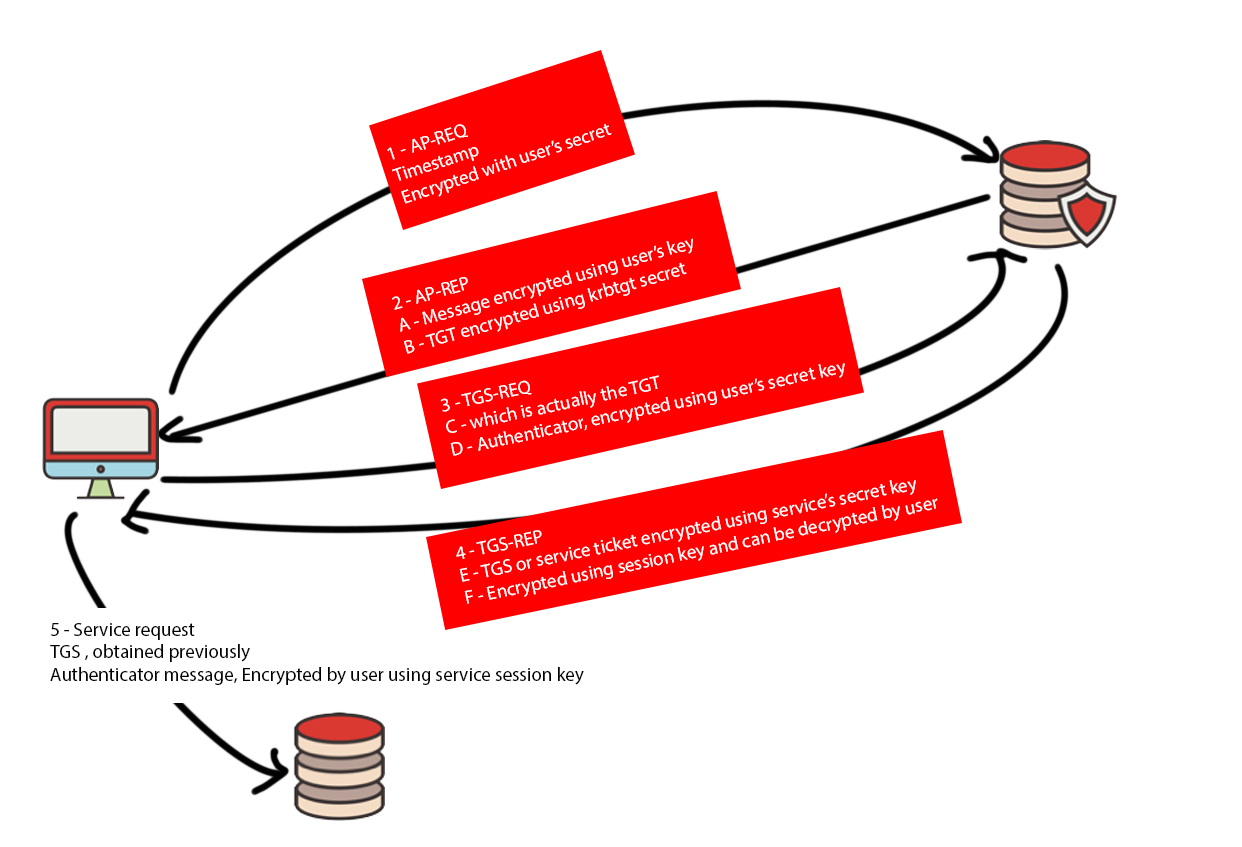 1 - AP-REQ
Timestamp
Encrypted with user's secret
2 - AP-REP
A - Message encrypted using user's key
B - TGT encrypted using krbtgt secret
3 - TGS-REQ
C - which is actually the TGT
D - Authenticator, encrypted using user's secret key
4 - TGS-REP
E - TGS or service ticket encrypted using service's secret key
F - Encrypted using session key and can be decrypted by user
5 - Service request
TGS , obtained previously
Authenticator message, Encrypted by user using service session key